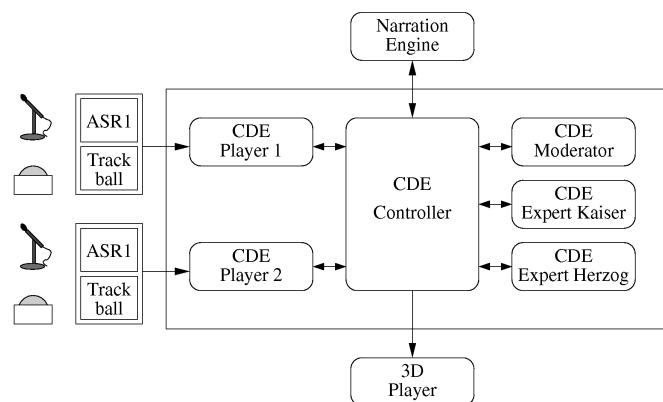 Narration
Engine
ASR1
Track
ball
CDE
Player 1
CDE
Controller
CDE
Moderator
CDE
Expert Kaiser
ASR1
Track
ball
CDE
Player 2
CDE
Expert Herzog
3D
Player